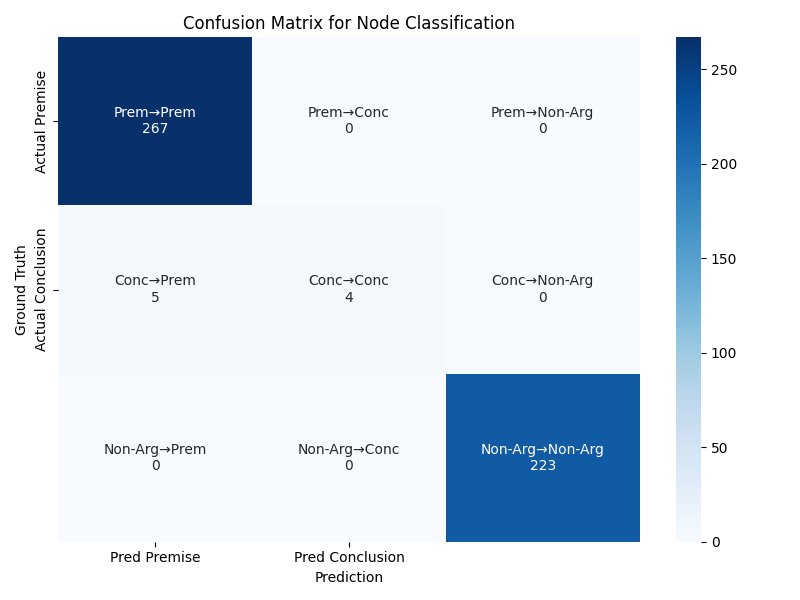 Confusion Matrix for Node Classification
Actual Premise
Prem→Prem
267
Prem→Conc
0
Prem→Non-Arg
0
Ground Truth
Actual Conclusion
Conc→Prem
5
Conc→Conc
4
Conc→Non-Arg
0
Non-Arg→Prem
0
Non-Arg→Conc
0
Non-Arg→Non-Arg
223
Pred Premise
Pred Conclusion
Prediction
250
200
150
100
50
0